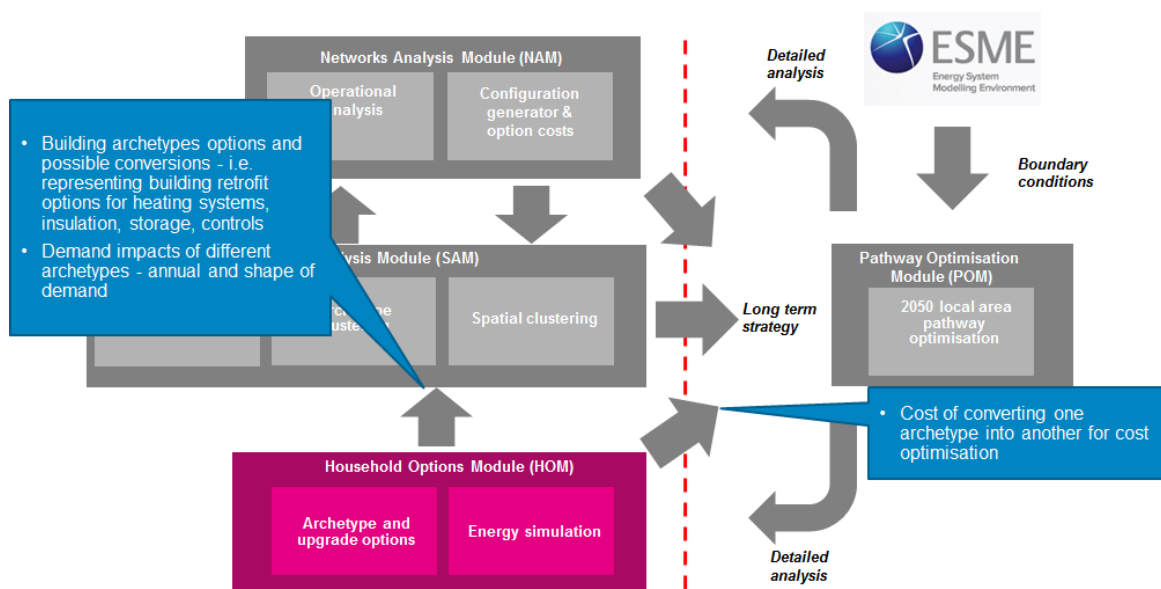 Networks Analysis Module (NAM)
Operational
Configuration
generator &
option costs
Detailed
analysis
ESME
Energy System
Modelling Environment
Boundary
conditions
• Building archetypes options and
possible conversions - i.e.
representing building retrofit
options for heating systems,
insulation, storage, controls
• Demand impacts of different
archetypes - annual and shape of
demand
Module (SAM)
Spatial clustering
Long term
strategy
Pathway Optimisation
Module (POM)
2050 local area
pathway
optimisation
• Cost of converting one
archetype into another for cost
optimisation
Household Options Module (HOM)
Archetype and
upgrade options
Energy simulation
Detailed
analysis